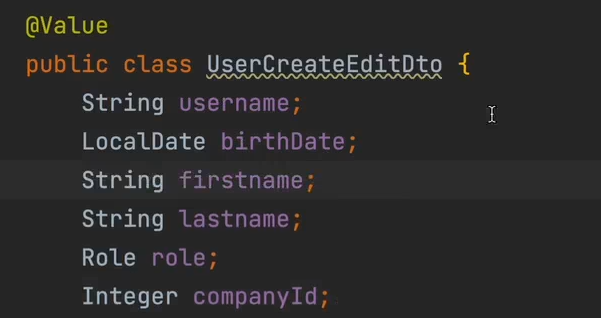 @Value
public class UserCreateEditDto {
String username;
LocalDate birthDate;
String firstname;
String lastname;
Role role;
Integer companyId;